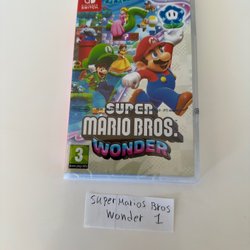 SWITCH
SUPER
MARIO BROS.
WONDER
3
Super Marios Bros
Wonder 1